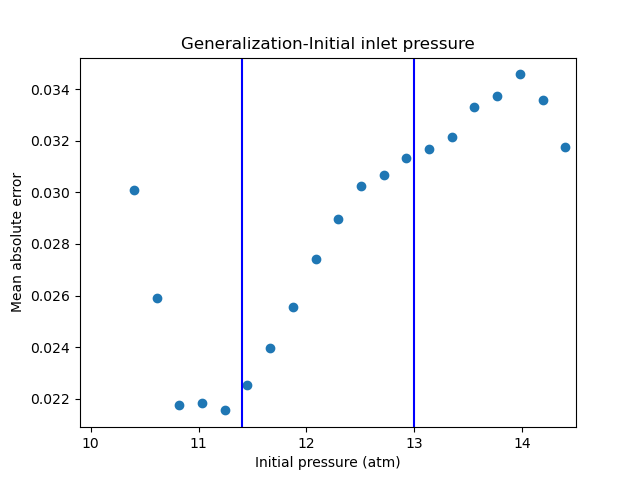 Generalization-Initial inlet pressure
Mean absolute error
0.034
0.032
0.030
0.028
0.026
0.024
0.022
10 11 12 13 14
Initial pressure (atm)